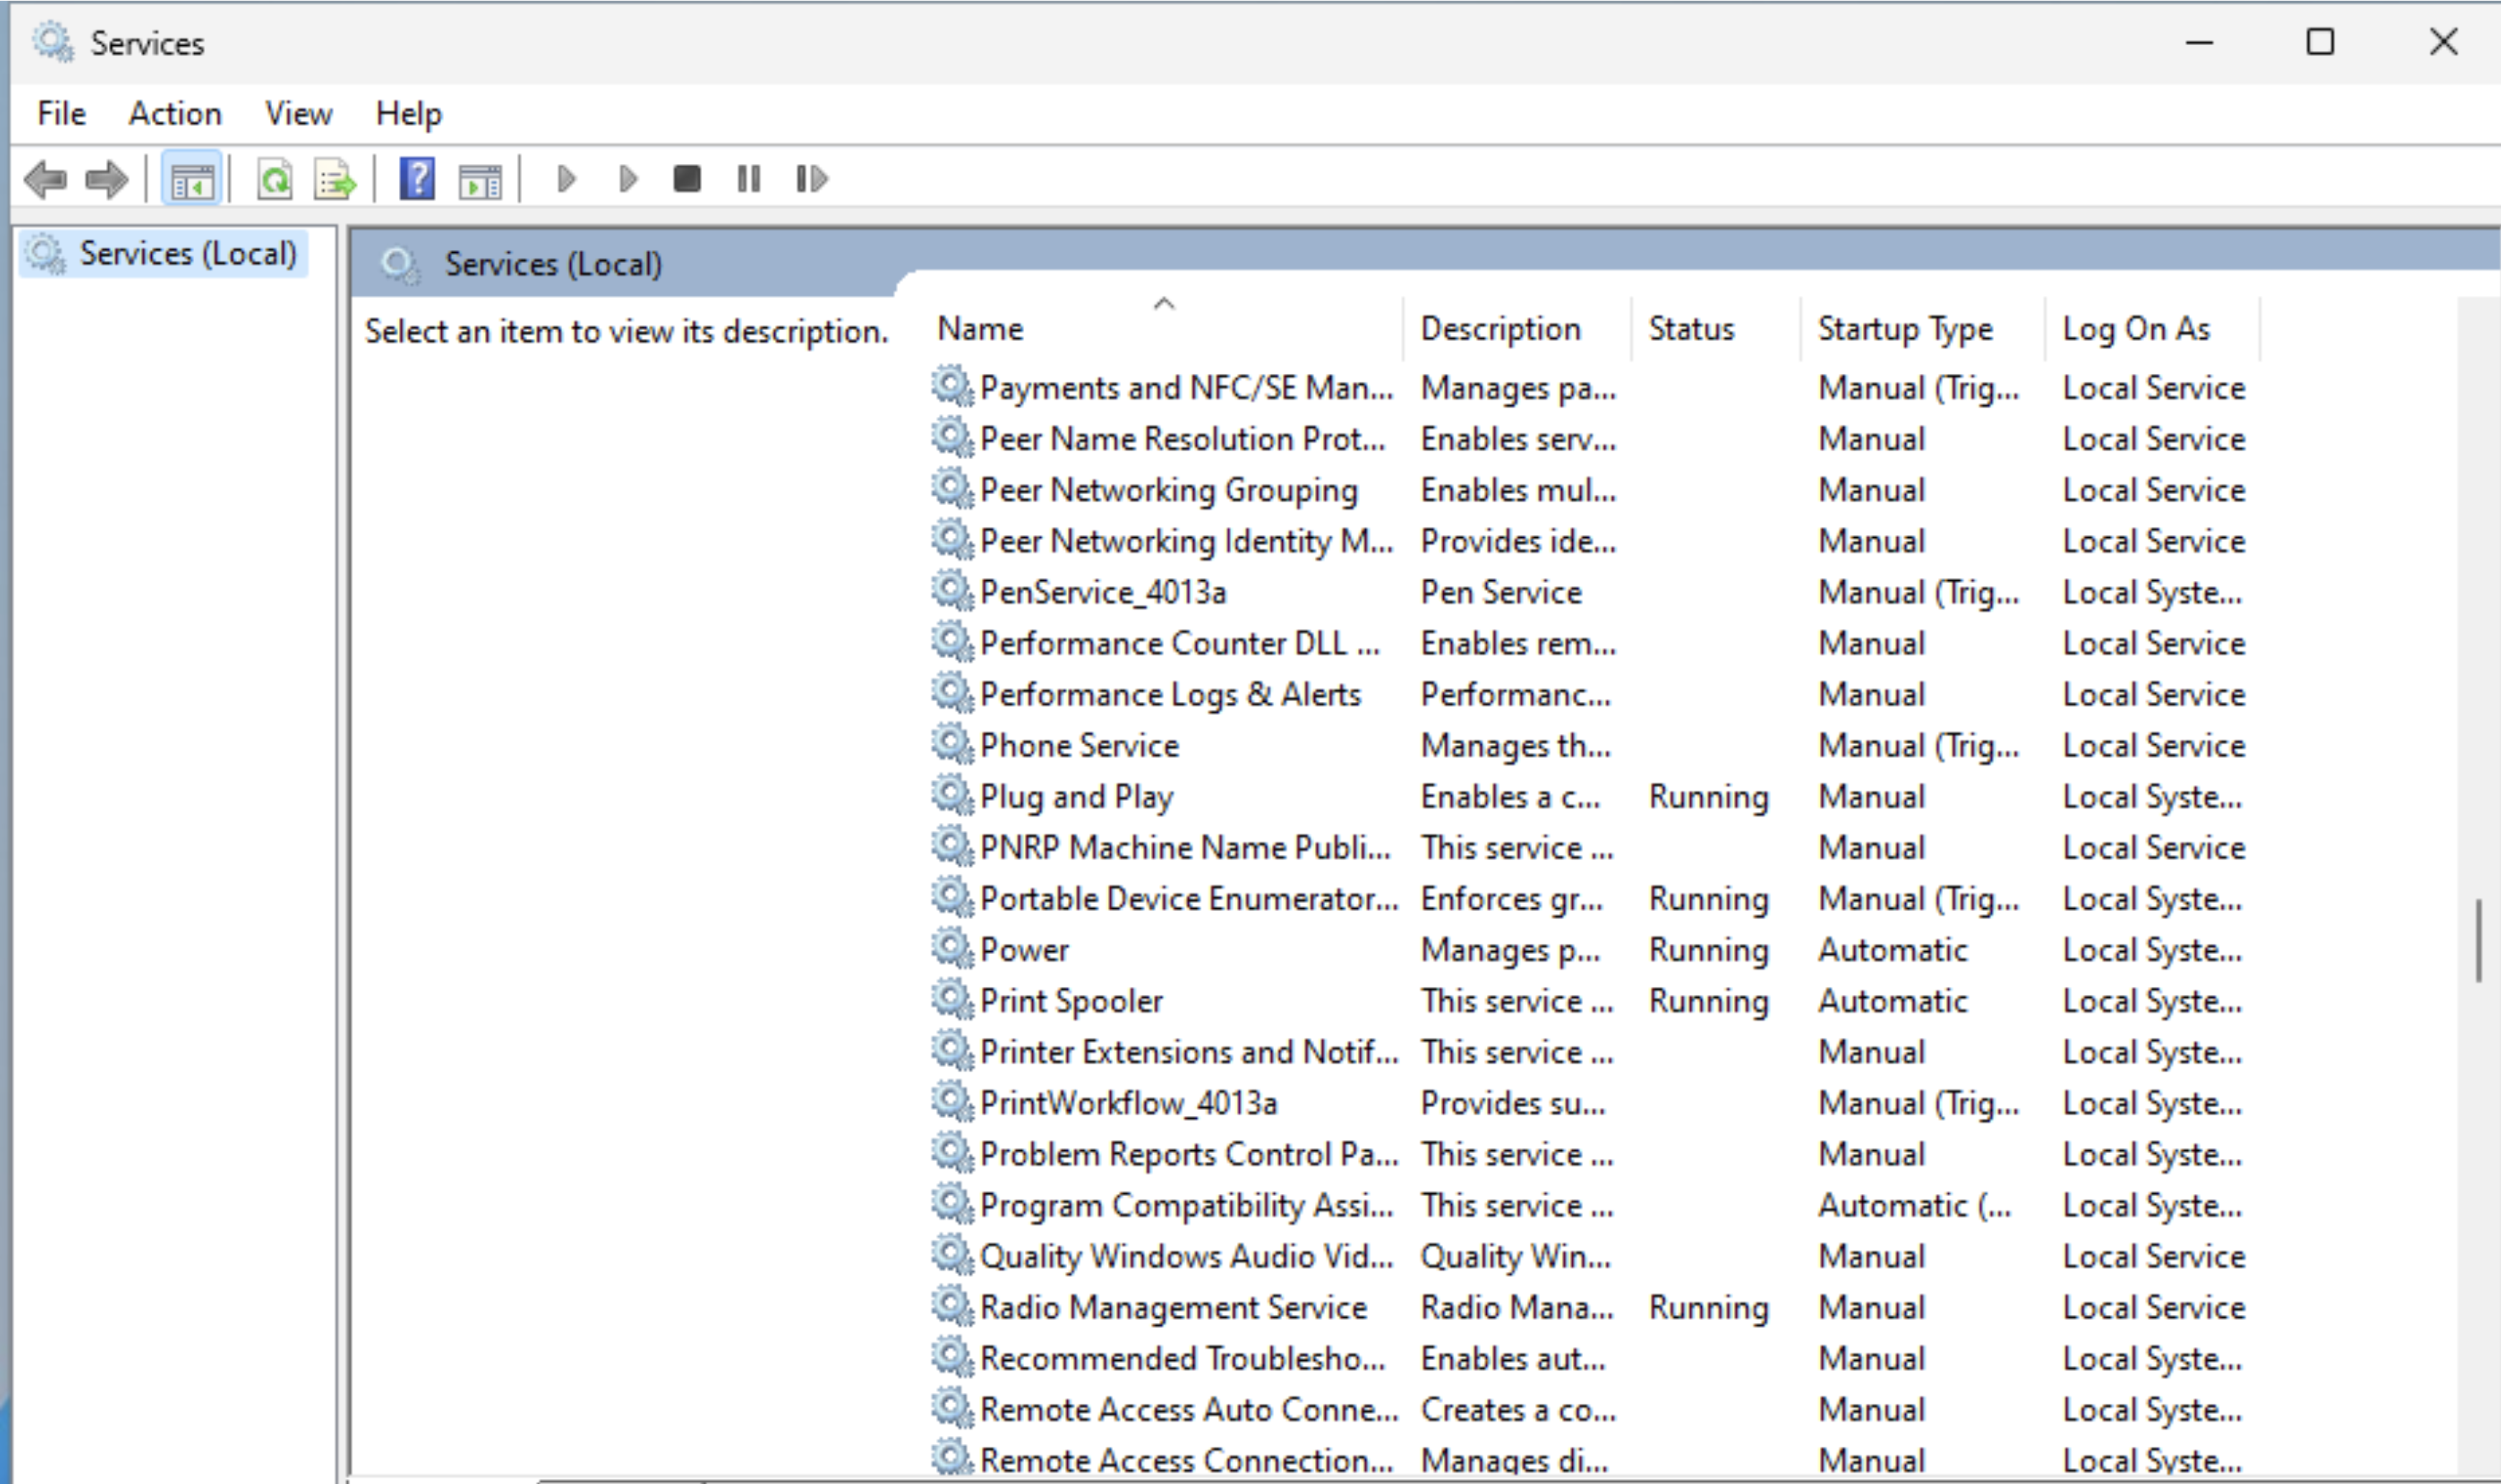 Services
File Action View Help
Services (Local)
Services (Local)
Select an item to view its description.
Name Description Status Startup Type Log On As
Payments and NFC/SE Man... Manages pa... Manual (Trig... Local Service
Peer Name Resolution Prot... Enables serv... Manual Local Service
Peer Networking Grouping Enables mul... Manual Local Service
Peer Networking Identity M... Provides ide... Manual Local Service
PenService_4013a Pen Service Manual (Trig... Local Syste...
Performance Counter DLL ... Enables rem... Manual Local Service
Performance Logs & Alerts Performanc... Manual Local Service
Phone Service Manages th... Manual (Trig... Local Service
Plug and Play Enables a c... Running Manual Local Syste...
PNRP Machine Name Publi... This service ... Manual Local Service
Portable Device Enumerator... Enforces gr... Running Manual (Trig... Local Syste...
Power Manages p... Running Automatic Local Syste...
Print Spooler This service ... Running Automatic Local Syste...
Printer Extensions and Notif... This service ... Manual Local Syste...
PrintWorkflow_4013a Provides su... Manual (Trig... Local Syste...
Problem Reports Control Pa... This service ... Manual Local Syste...
Program Compatibility Assi... This service ... Automatic (... Local Syste...
Quality Windows Audio Vid... Quality Win... Manual Local Service
Radio Management Service Radio Mana... Running Manual Local Service
Recommended Troublesho... Enables aut... Manual Local Syste...
Remote Access Auto Conne... Creates a co... Manual Local Syste...
Remote Access Connection... Manages di... Manual Local Syste...